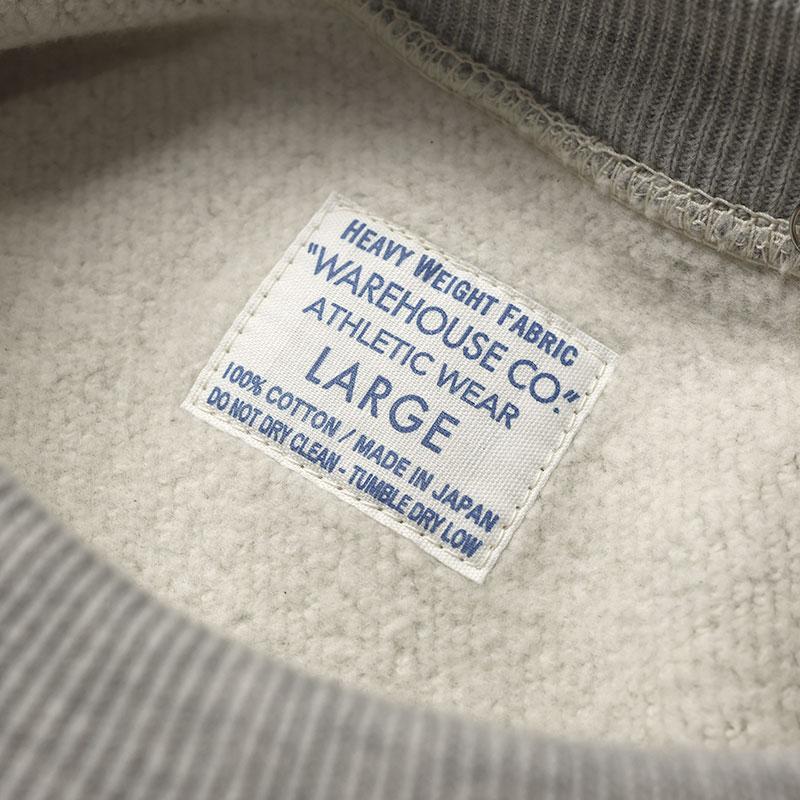 HEAVY WEIGHT FABRIC
"WAREHOUSE CO."
ATHLETIC WEAR
LARGE
100% COTTON / MADE IN JAPAN
DO NOT DRY CLEAN - TUMBLE DRY LOW